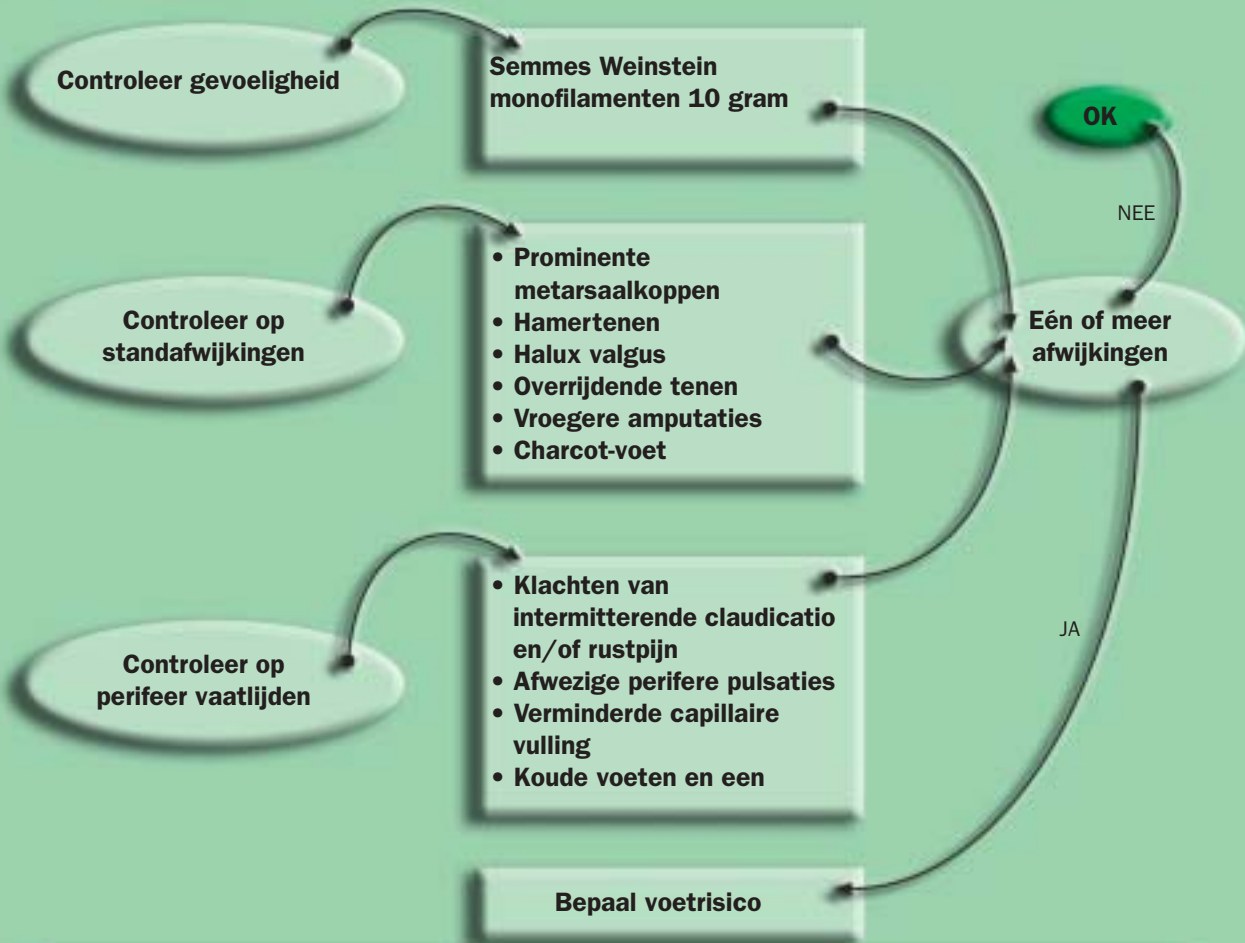 Controleer gevoeligheid
Semmes Weinstein
monofilamenten 10 gram
OK
NEE
Controleer op
standafwijkingen
• Prominente
metarsaalkoppen
• Hamertenen
• Halux valgus
• Overrijdende tenen
• Vroegere amputaties
• Charcot-voet
Eén of meer
afwijkingen
Controleer op
perifeer vaatlijden
• Klachten van
intermitterende claudicatio
en/of rustpijn
• Afwezige perifere pulsaties
• Verminderde capillaire
vulling
• Koude voeten en een
JA
Bepaal voetrisico